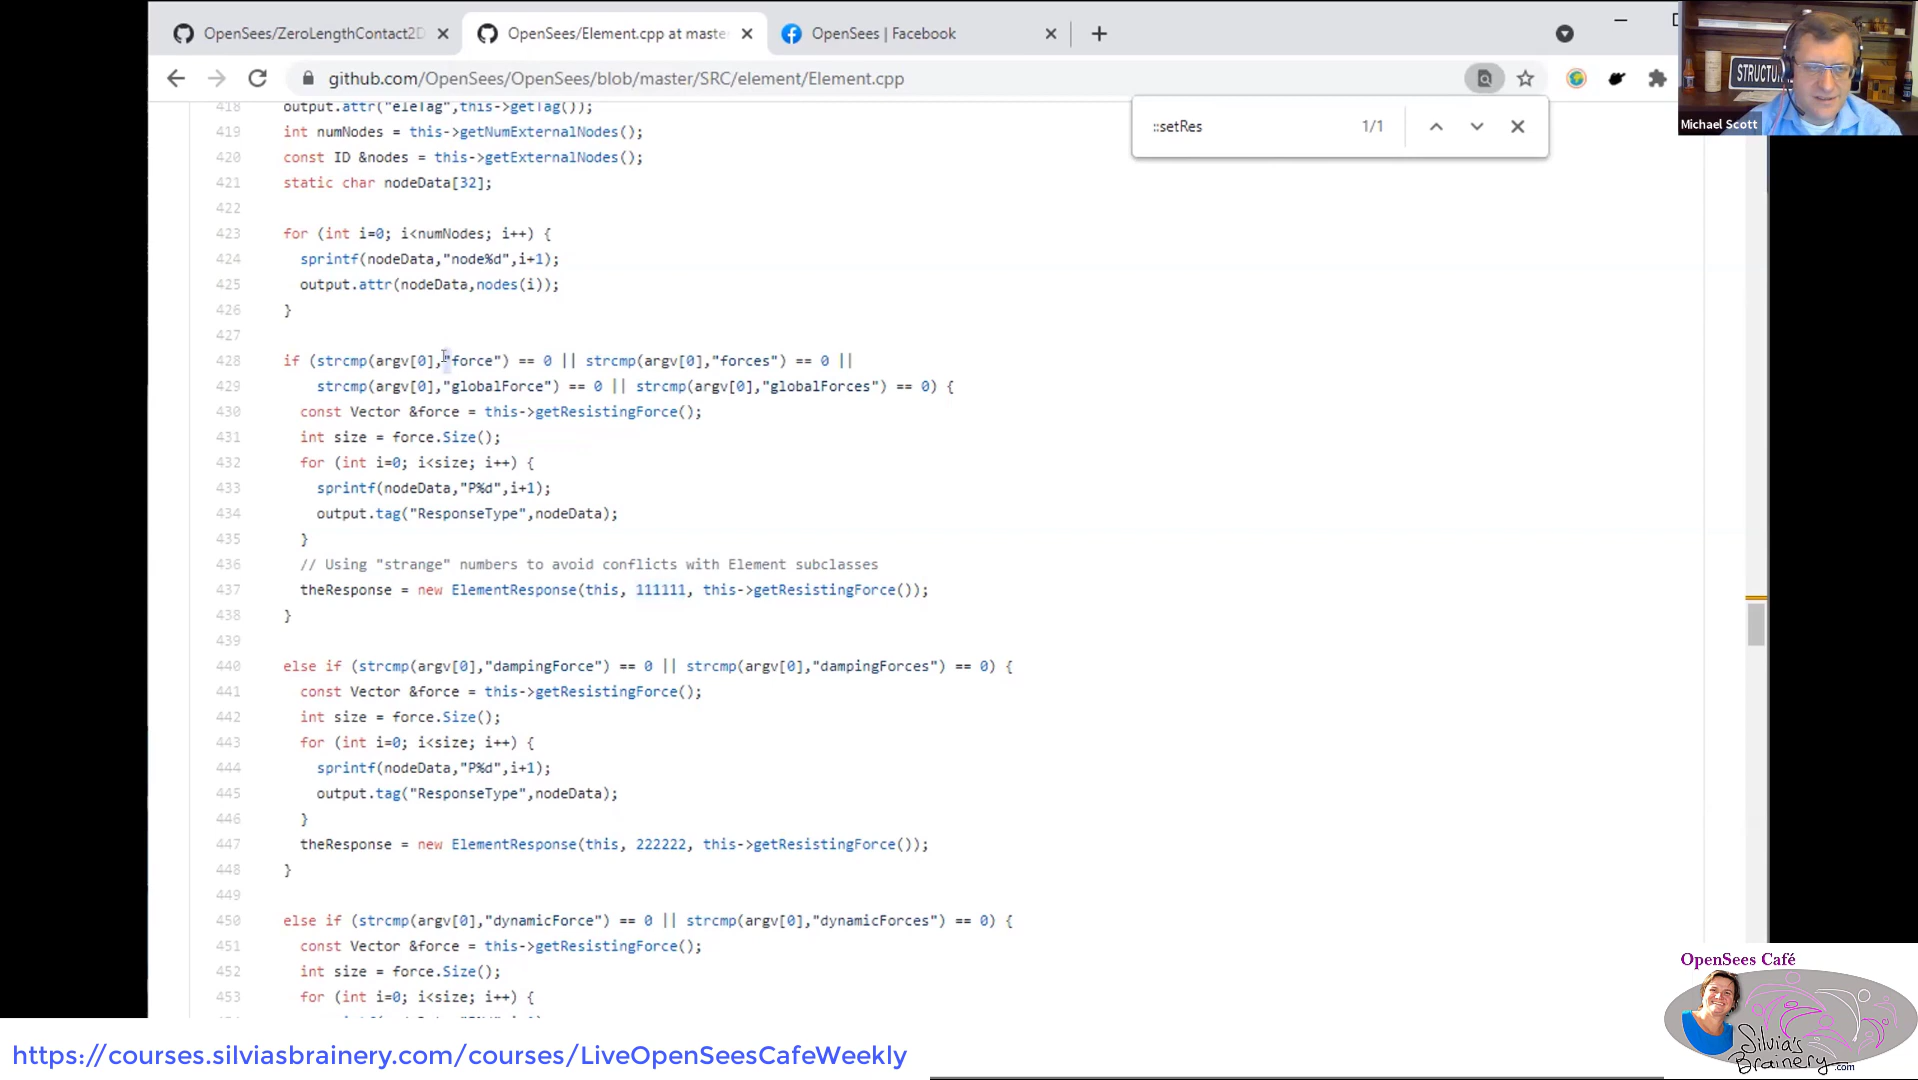 OpenSees/ZeroLengthContact2D
OpenSees/Element.cpp at maste
OpenSees | Facebook
github.com/OpenSees/OpenSees/blob/master/SRC/element/Element.cpp
::setRes
1/1
STRUCTU
Michael Scott
418 output.attr("eleTag",this->getTag());
419 int numNodes = this->getNumExternalNodes();
420 const ID &nodes = this->getExternalNodes();
421 static char nodeData[32];
422
423 for (int i=0; i<numNodes; i++) {
424 sprintf(nodeData,"node%d",i+1);
425 output.attr(nodeData,nodes(i));
426 }
427
428 if (strcmp(argv[0],"force") == 0 || strcmp(argv[0],"forces") == 0 ||
429 strcmp(argv[0],"globalForce") == 0 || strcmp(argv[0],"globalForces") == 0) {
430 const Vector &force = this->getResistingForce();
431 int size = force.Size();
432 for (int i=0; i<size; i++) {
433 sprintf(nodeData,"P%d",i+1);
434 output.tag("ResponseType",nodeData);
435 }
436 // Using "strange" numbers to avoid conflicts with Element subclasses
437 theResponse = new ElementResponse(this, 111111, this->getResistingForce());
438 }
439
440 else if (strcmp(argv[0],"dampingForce") == 0 || strcmp(argv[0],"dampingForces") == 0) {
441 const Vector &force = this->getResistingForce();
442 int size = force.Size();
443 for (int i=0; i<size; i++) {
444 sprintf(nodeData,"P%d",i+1);
445 output.tag("ResponseType",nodeData);
446 }
447 theResponse = new ElementResponse(this, 222222, this->getResistingForce());
448 }
449
450 else if (strcmp(argv[0],"dynamicForce") == 0 || strcmp(argv[0],"dynamicForces") == 0) {
451 const Vector &force = this->getResistingForce();
452 int size = force.Size();
453 for (int i=0; i<size; i++) {
OpenSees Café
Silvia's
Brainery.com
https://courses.silviasbrainery.com/courses/LiveOpenSeesCafeWeekly